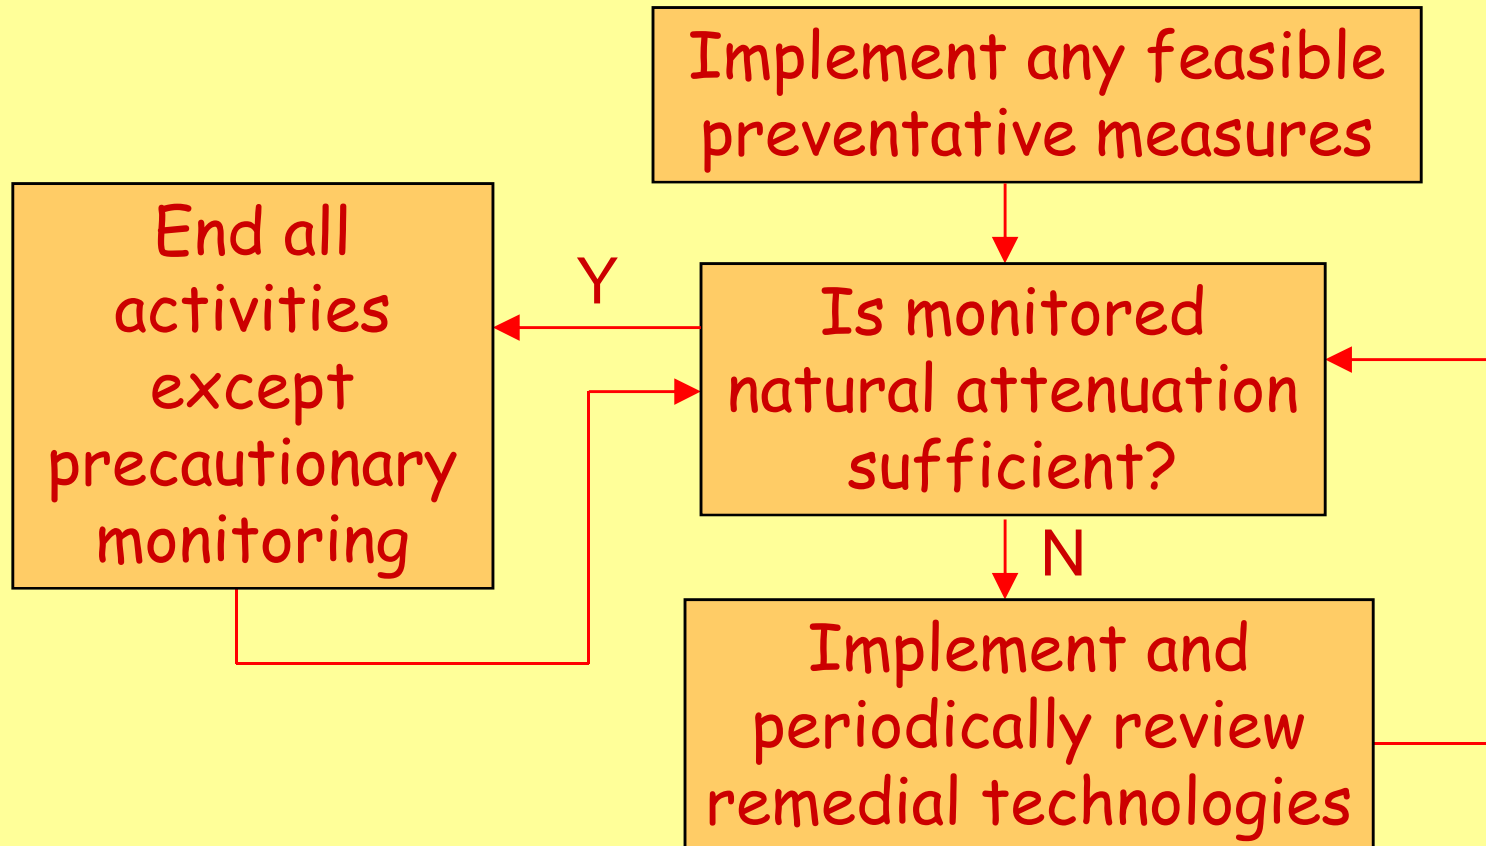 Implement any feasible
preventative measures
End all
activities
except
precautionary
monitoring
Y
Is monitored
natural attenuation
sufficient?
N
Implement and
periodically review
remedial technologies